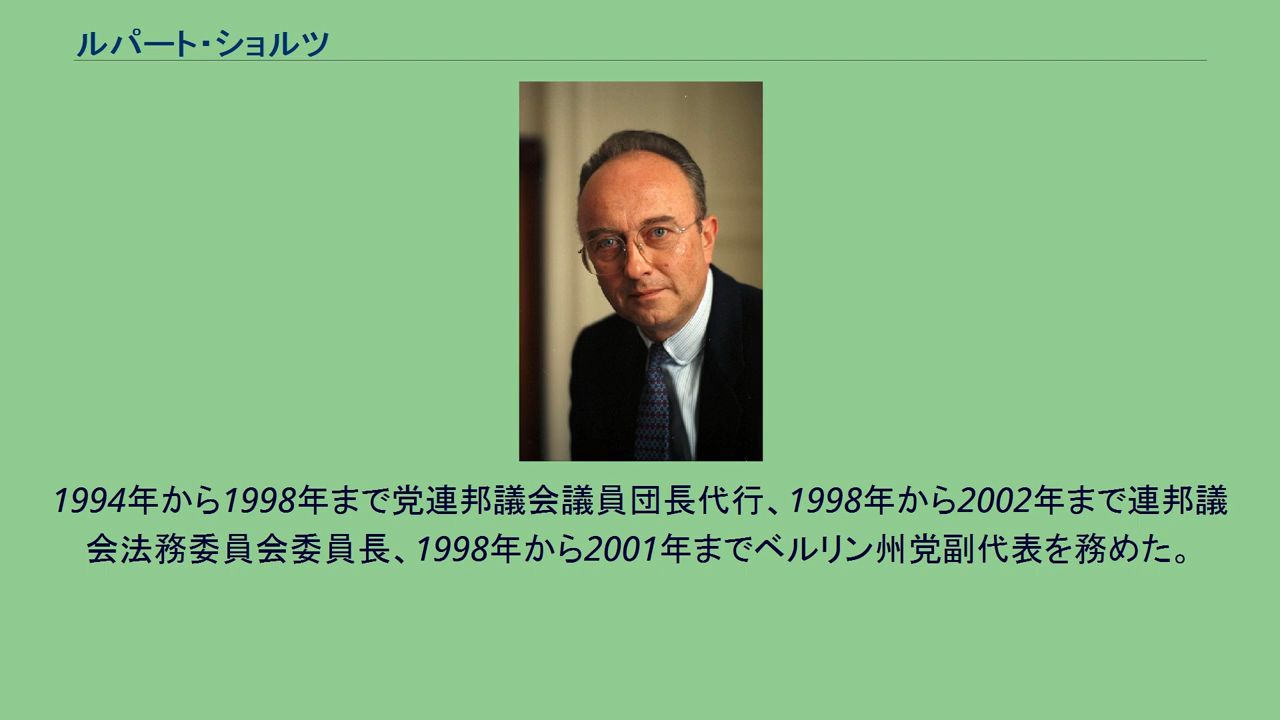 ルパート・ショルツ
1994年から1998年まで党連邦議会議員団長代行、1998年から2002年まで連邦議
会法務委員会委員長、1998年から2001年までベルリン州党副代表を務めた。